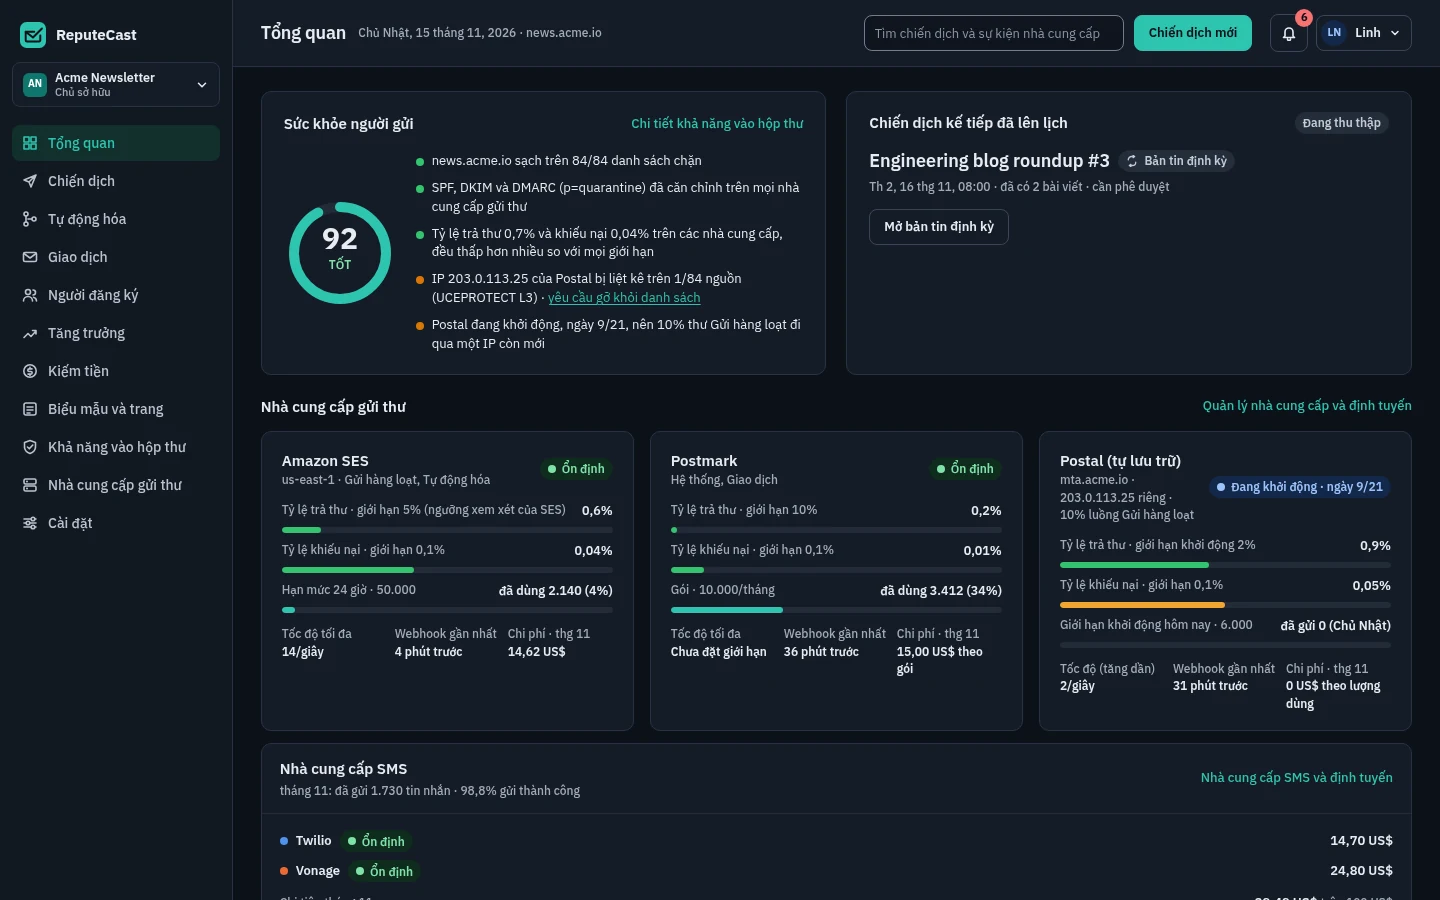 ReputeCast
AN
Acme Newsletter
Chủ sở hữu
Tổng quan
Chiến dịch
Tự động hóa
Giao dịch
Người đăng ký
Tăng trưởng
Kiếm tiền
Biểu mẫu và trang
Khả năng vào hộp thư
Nhà cung cấp gửi thư
Cài đặt
Tổng quan
Chủ Nhật, 15 tháng 11, 2026 · news.acme.io
Tìm chiến dịch và sự kiện nhà cung cấp
Chiến dịch mới
6
LN
Linh
Sức khỏe người gửi
Chi tiết khả năng vào hộp thư
92
TỐT
news.acme.io sạch trên 84/84 danh sách chặn
SPF, DKIM và DMARC (p=quarantine) đã căn chỉnh trên mọi nhà
cung cấp gửi thư
Tỷ lệ trả thư 0,7% và khiếu nại 0,04% trên các nhà cung cấp,
đều thấp hơn nhiều so với mọi giới hạn
IP 203.0.113.25 của Postal bị liệt kê trên 1/84 nguồn
(UCEPROTECT L3) · yêu cầu gỡ khỏi danh sách
Postal đang khởi động, ngày 9/21, nên 10% thư Gửi hàng loạt đi
qua một IP còn mới
Chiến dịch kế tiếp đã lên lịch
Đang thu thập
Engineering blog roundup #3
Bản tin định kỳ
Th 2, 16 thg 11, 08:00 · đã có 2 bài viết · cần phê duyệt
Mở bản tin định kỳ
Nhà cung cấp gửi thư
Quản lý nhà cung cấp và định tuyến
Amazon SES
us-east-1 · Gửi hàng loạt, Tự động hóa
Ổn định
Tỷ lệ trả thư · giới hạn 5% (ngưỡng xem xét của SES)
0,6%
Tỷ lệ khiếu nại · giới hạn 0,1%
0,04%
Hạn mức 24 giờ · 50.000
đã dùng 2.140 (4%)
Tốc độ tối đa
14/giây
Webhook gần nhất
4 phút trước
Chi phí · thg 11
14,62 US$
Postmark
Hệ thống, Giao dịch
Ổn định
Tỷ lệ trả thư · giới hạn 10%
0,2%
Tỷ lệ khiếu nại · giới hạn 0,1%
0,01%
Gói · 10.000/tháng
đã dùng 3.412 (34%)
Tốc độ tối đa
Chưa đặt giới hạn
Webhook gần nhất
36 phút trước
Chi phí · thg 11
15,00 US$ theo
gói
Postal (tự lưu trữ)
mta.acme.io ·
203.0.113.25 riêng ·
10% luồng Gửi hàng loạt
Đang khởi động · ngày 9/21
Tỷ lệ trả thư · giới hạn khởi động 2%
0,9%
Tỷ lệ khiếu nại · giới hạn 0,1%
0,05%
Giới hạn khởi động hôm nay · 6.000
đã gửi 0 (Chủ Nhật)
Tốc độ (tăng dần)
2/giây
Webhook gần nhất
31 phút trước
Chi phí · thg 11
0 US$ theo lượng
dùng
Nhà cung cấp SMS
tháng 11: đã gửi 1.730 tin nhắn · 98,8% gửi thành công
Nhà cung cấp SMS và định tuyến
Twilio
Ổn định
14,70 US$
Vonage
Ổn định
24,80 US$